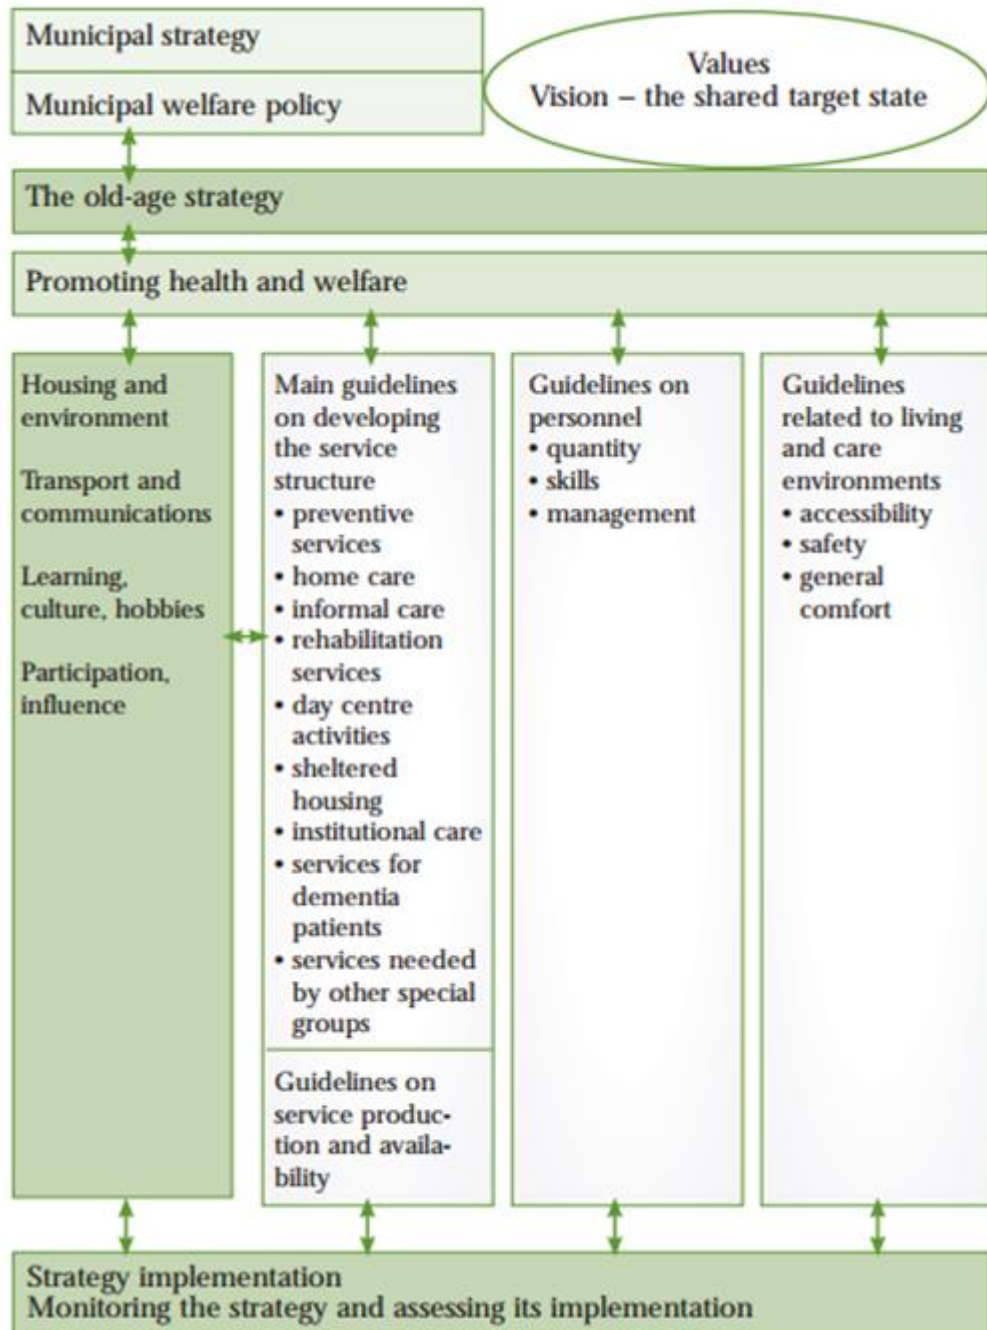 Municipal strategy
Municipal welfare policy
Values
Vision – the shared target state
The old-age strategy
Promoting health and welfare
Housing and
environment
Transport and
communications
Learning,
culture, hobbies
Participation,
influence
Main guidelines
on developing
the service
structure
• preventive
services
• home care
• informal care
• rehabilitation
services
• day centre
activities
• sheltered
housing
• institutional care
• services for
dementia
patients
• services needed
by other special
groups
Guidelines on
service produc-
tion and availa-
bility
Guidelines on
personnel
• quantity
• skills
• management
Guidelines
related to living
and care
environments
• accessibility
• safety
• general
comfort
Strategy implementation
Monitoring the strategy and assessing its implementation